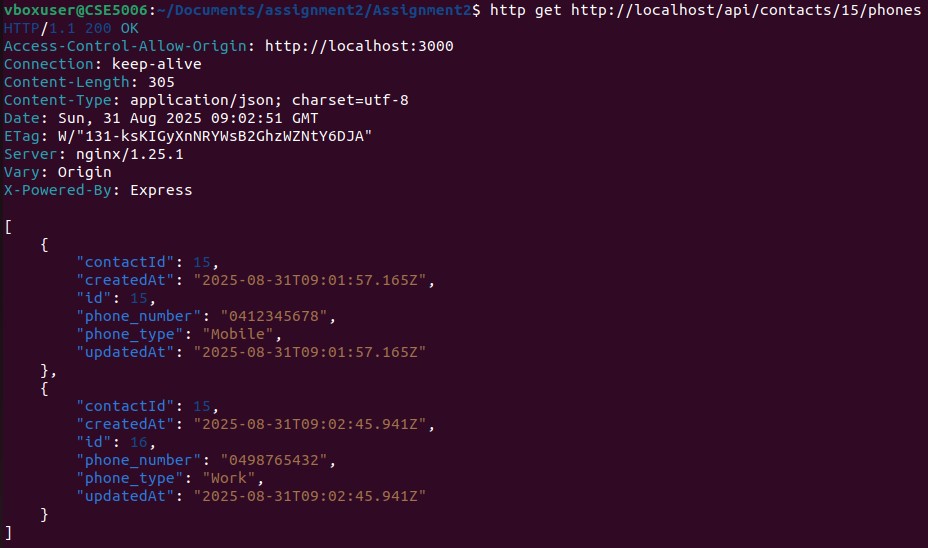 vboxuser@CSE5006:~/Documents/assignment2/Assignment2$ http get http://localhost/api/contacts/15/phones
HTTP/1.1 200 OK
Access-Control-Allow-Origin: http://localhost:3000
Connection: keep-alive
Content-Length: 305
Content-Type: application/json; charset=utf-8
Date: Sun, 31 Aug 2025 09:02:51 GMT
ETag: W/"131-ksKIGyXnNRYWsB2GhzWZNtY6DJA"
Server: nginx/1.25.1
Vary: Origin
X-Powered-By: Express

[
    {
        "contactId": 15,
        "createdAt": "2025-08-31T09:01:57.165Z",
        "id": 15,
        "phone_number": "0412345678",
        "phone_type": "Mobile",
        "updatedAt": "2025-08-31T09:01:57.165Z"
    },
    {
        "contactId": 15,
        "createdAt": "2025-08-31T09:02:45.941Z",
        "id": 16,
        "phone_number": "0498765432",
        "phone_type": "Work",
        "updatedAt": "2025-08-31T09:02:45.941Z"
    }
]